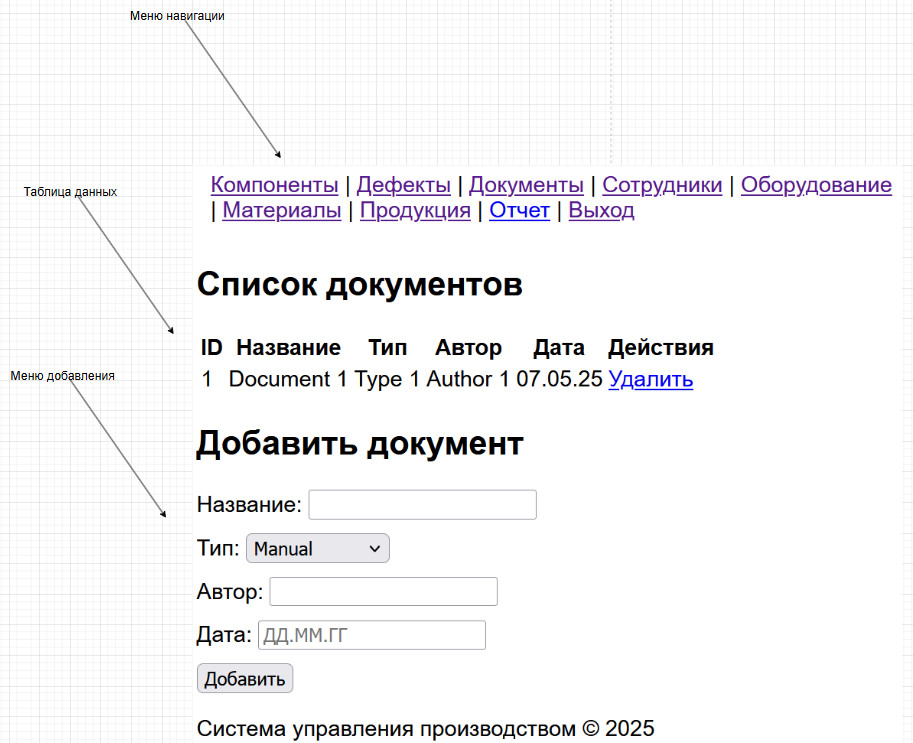 Меню навигации
Компоненты | Дефекты | Документы | Сотрудники | Оборудование
| Материалы | Продукция | Отчет | Выход
Таблица данных
Список документов
ID Название Тип Автор Дата Действия
1 Document 1 Type 1 Author 1 07.05.25 Удалить
Меню добавления
Добавить документ
Название:
Тип: Manual
Автор:
Дата: ДД.ММ.ГГ
Добавить
Система управления производством © 2025